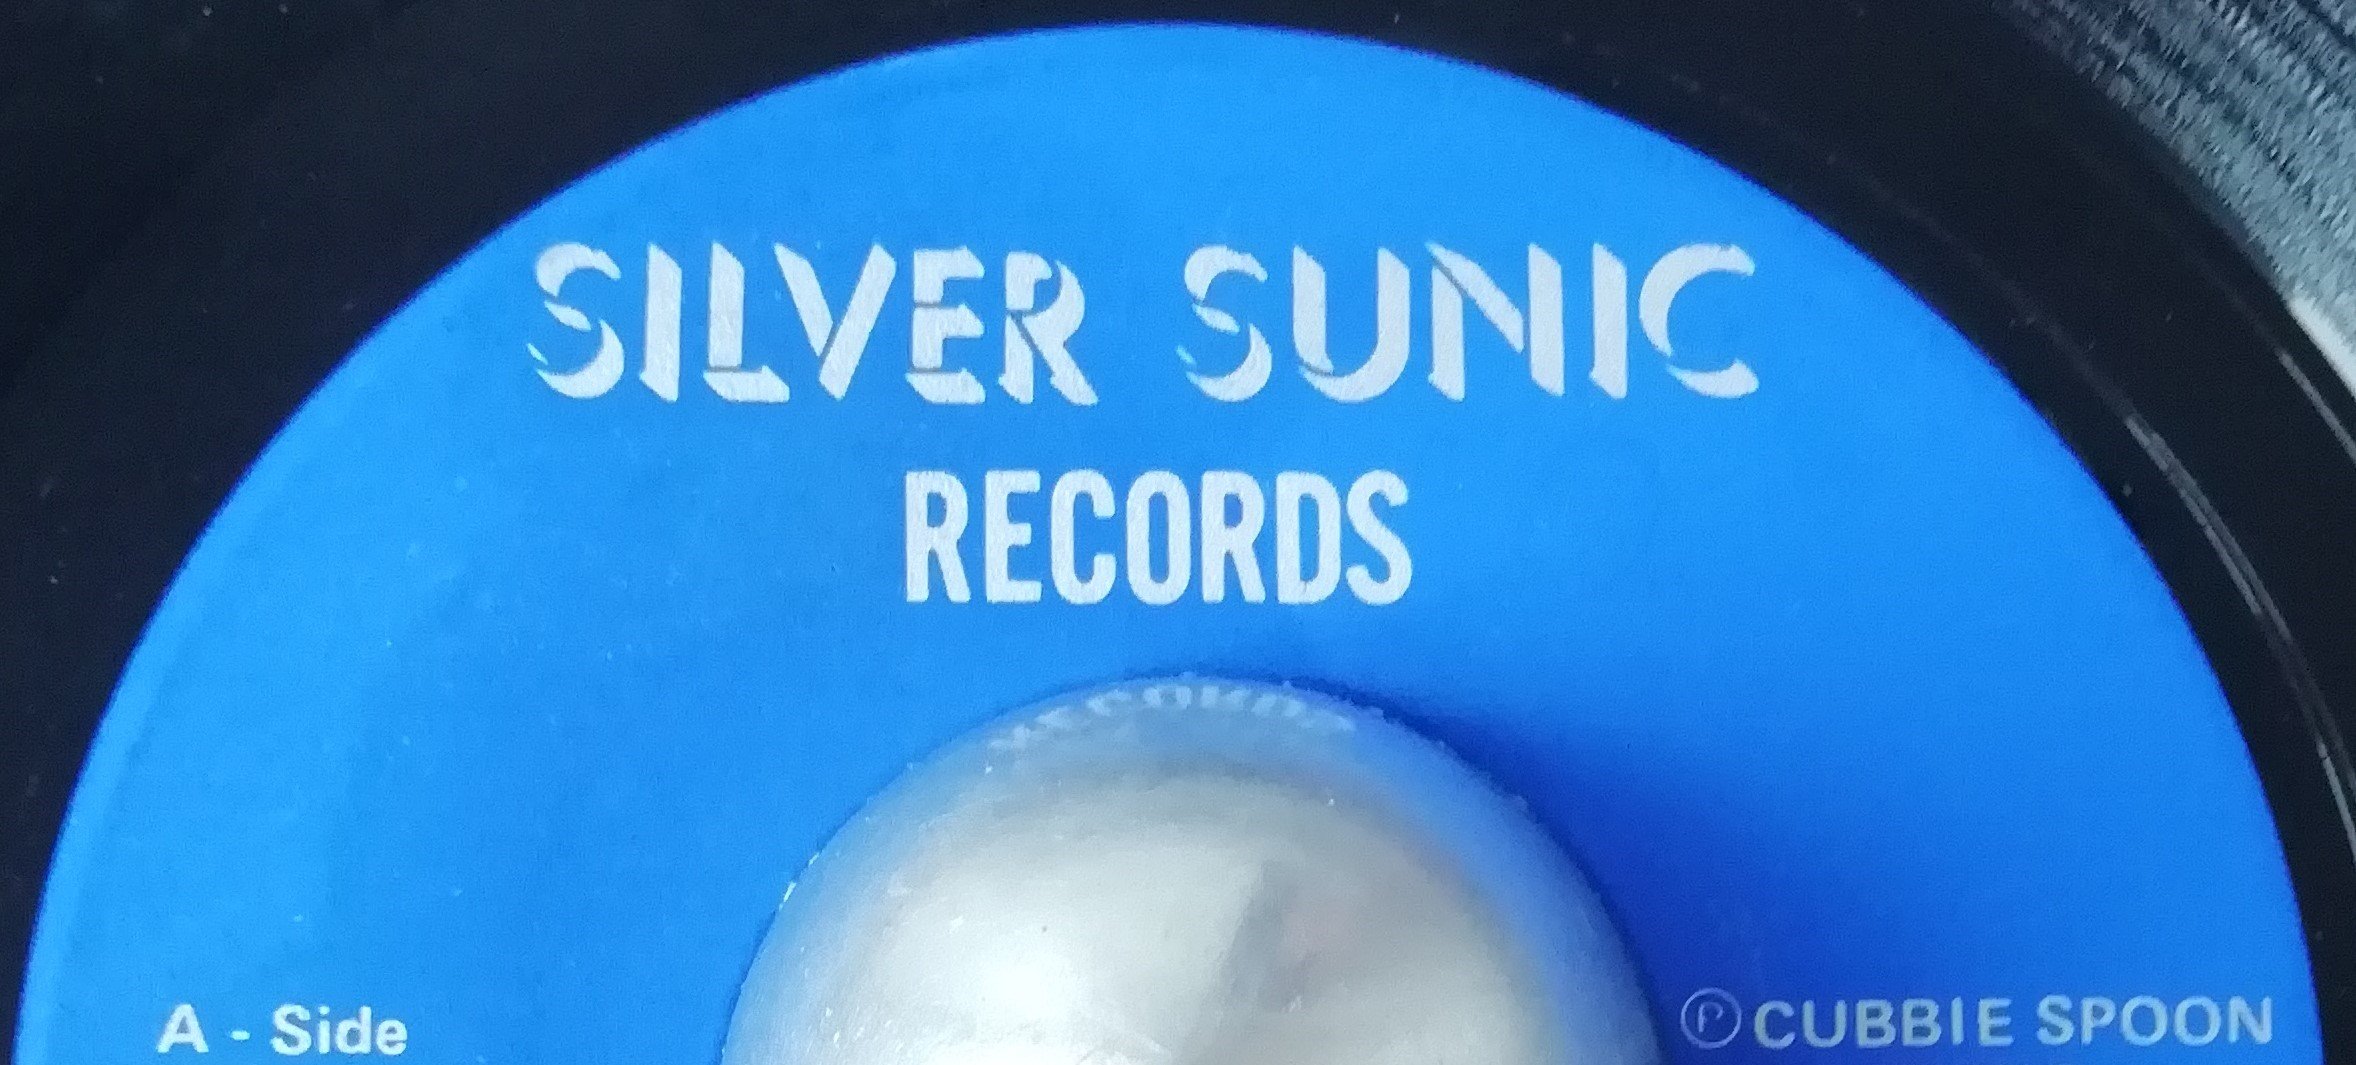 SILVER SUNIC
RECORDS
A - Side
℗ CUBBIE SPOON